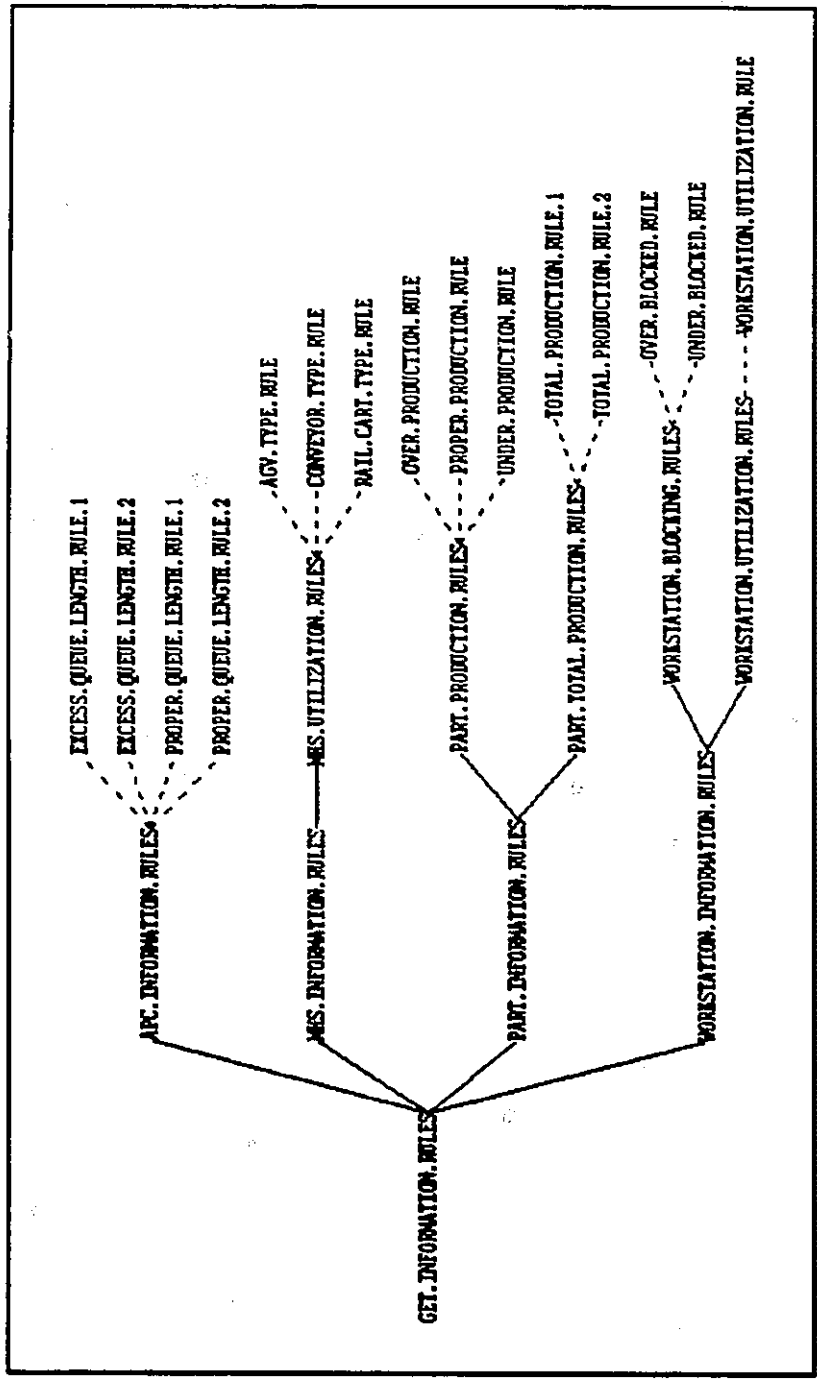 GET.INFORMATION.RULES
APC.INFORMATION.RULES
EXCESS.QUEUE.LENGTH.RULE.1
EXCESS.QUEUE.LENGTH.RULE.2
PROPER.QUEUE.LENGTH.RULE.1
PROPER.QUEUE.LENGTH.RULE.2
MHS.INFORMATION.RULES
MHS.UTILIZATION.RULES
AGV.TYPE.RULE
CONVEYOR.TYPE.RULE
RAIL.CART.TYPE.RULE
PART.INFORMATION.RULES
PART.PRODUCTION.RULES
OVER.PRODUCTION.RULE
PROPER.PRODUCTION.RULE
UNDER.PRODUCTION.RULE
PART.TOTAL.PRODUCTION.RULES
TOTAL.PRODUCTION.RULE.1
TOTAL.PRODUCTION.RULE.2
WORKSTATION.INFORMATION.RULES
WORKSTATION.BLOCKING.RULES
OVER.BLOCKED.RULE
UNDER.BLOCKED.RULE
WORKSTATION.UTILIZATION.RULES
WORKSTATION.UTILIZATION.RULE